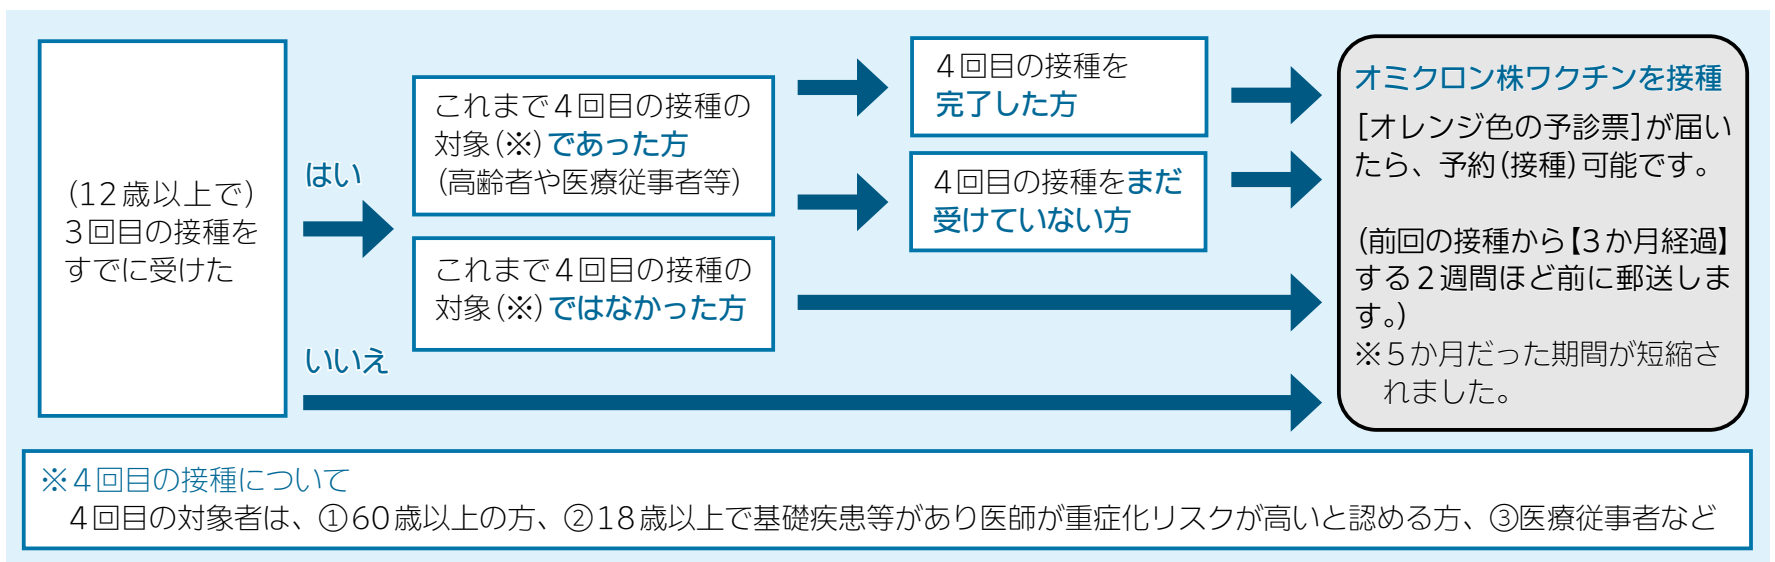 (12歳以上で)
3回目の接種を
すでに受けた
はい
いいえ
これまで4回目の接種の
対象(※)であった方
(高齢者や医療従事者等)
これまで4回目の接種の
対象(※)ではなかった方
4回目の接種を
完了した方
4回目の接種をまだ
受けていない方
オミクロン株ワクチンを接種
[オレンジ色の予診票]が届い
たら、予約(接種)可能です。
(前回の接種から【3か月経過】
する2週間ほど前に郵送しま
す。)
※5か月だった期間が短縮さ
れました。
※4回目の接種について
4回目の対象者は、①60歳以上の方、②18歳以上で基礎疾患等があり医師が重症化リスクが高いと認める方、③医療従事者など